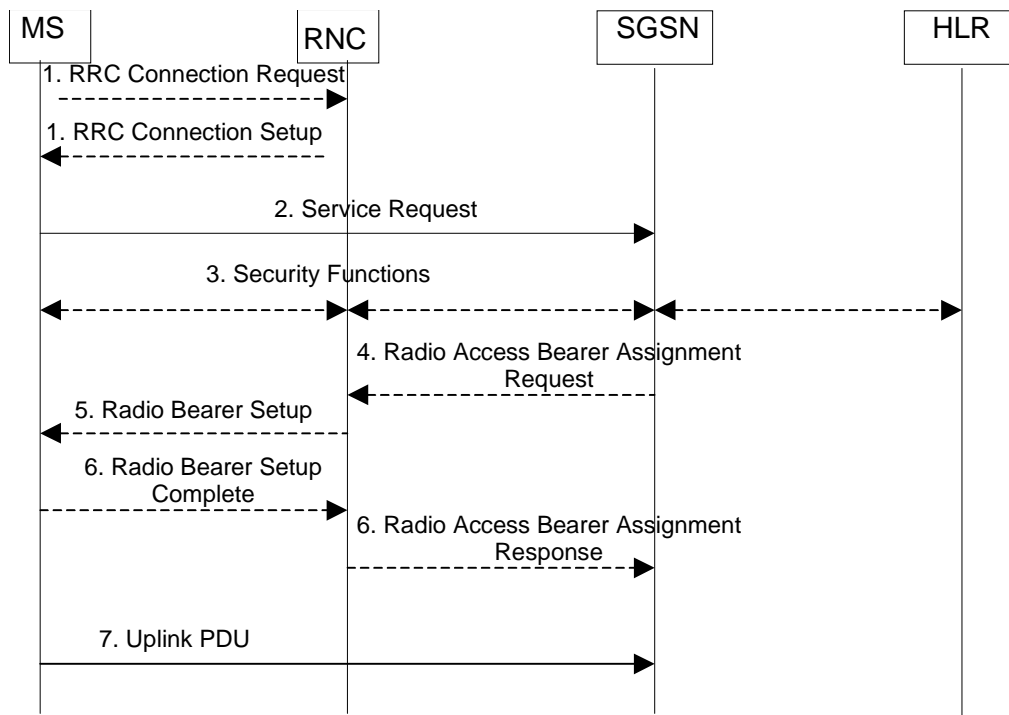 MS
RNC
SGSN
HLR
1. RRC Connection Request
1. RRC Connection Setup
2. Service Request
3. Security Functions
4. Radio Access Bearer Assignment
Request
5. Radio Bearer Setup
6. Radio Bearer Setup
Complete
6. Radio Access Bearer Assignment
Response
7. Uplink PDU